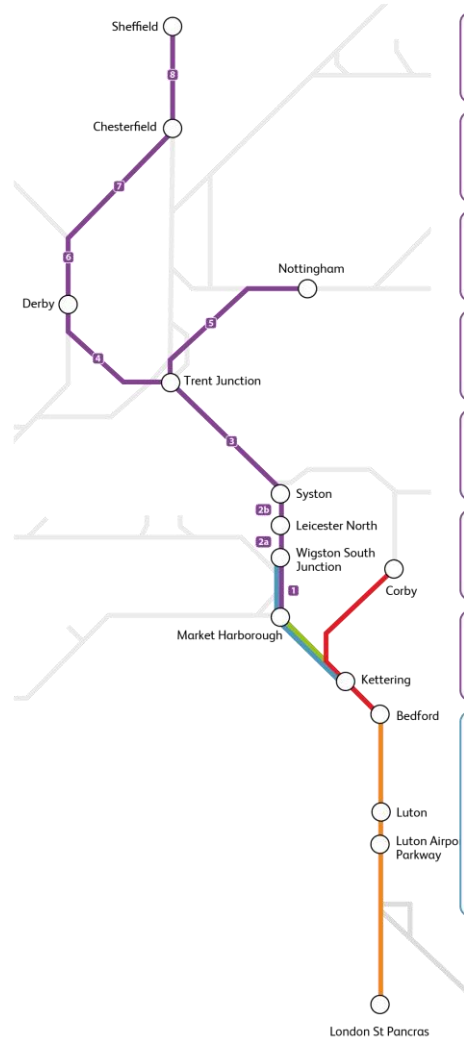 Sheffield
8
Chesterfield
7
6
Nottingham
Derby
5
4
Trent Junction
3
Syston
2b
Leicester North
2a
Wigston South
Junction
Corby
1
Market Harborough
Kettering
Bedford
Luton
Luton Airpo
Parkway
London St Pancras